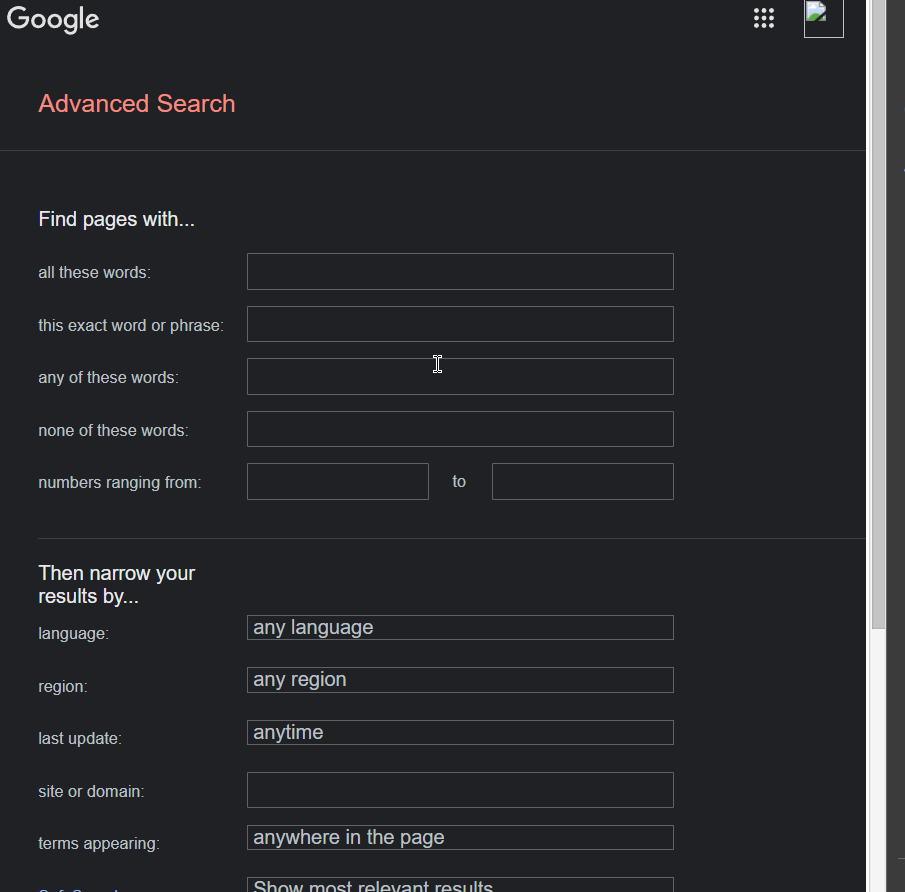 Google
Advanced Search
Find pages with...
all these words:
this exact word or phrase:
any of these words:
none of these words:
numbers ranging from:
to
Then narrow your
results by...
language:
any language
region:
any region
last update:
anytime
site or domain:
terms appearing:
anywhere in the page
Show most relevant results